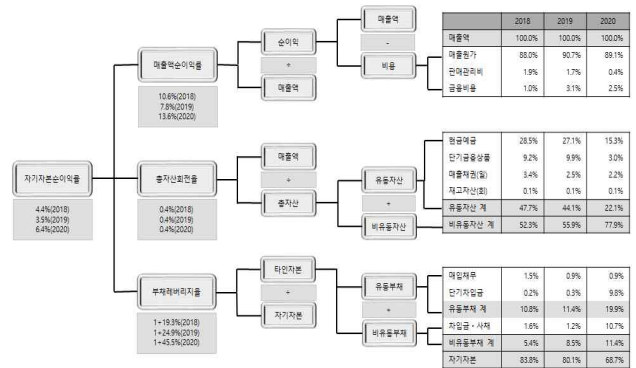 매출액
2018 2019 2020
순이익
-
매출액 100.0% 100.0% 100.0%
매출액순이익률
÷
비용
매출원가 88.0% 90.7% 89.1%
판매관리비 1.9% 1.7% 0.4%
금융비용 1.0% 3.1% 2.5%
매출액
10.6%(2018)
7.8%(2019)
13.6%(2020)
자기자본순이익률
4.4%(2018)
3.5%(2019)
6.4%(2020)
총자산회전율
0.4%(2018)
0.4%(2019)
0.4%(2020)
매출액
÷
총자산
유동자산
+
비유동자산
현금예금 28.5% 27.1% 15.3%
단기금융상품 9.2% 9.9% 3.0%
매출채권(일) 3.4% 2.5% 2.2%
재고자산(회) 0.1% 0.1% 0.1%
유동자산 계 47.7% 44.1% 22.1%
비유동자산 계 52.3% 55.9% 77.9%
부채레버리지율
1+19.3%(2018)
1+24.9%(2019)
1+45.5%(2020)
타인자본
÷
자기자본
유동부채
+
비유동부채
매입채무 1.5% 0.9% 0.9%
단기차입금 0.2% 0.3% 9.8%
유동부채 계 10.8% 11.4% 19.9%
차입금·사채 1.6% 1.2% 10.7%
비유동부채 계 5.4% 8.5% 11.4%
자기자본 83.8% 80.1% 68.7%